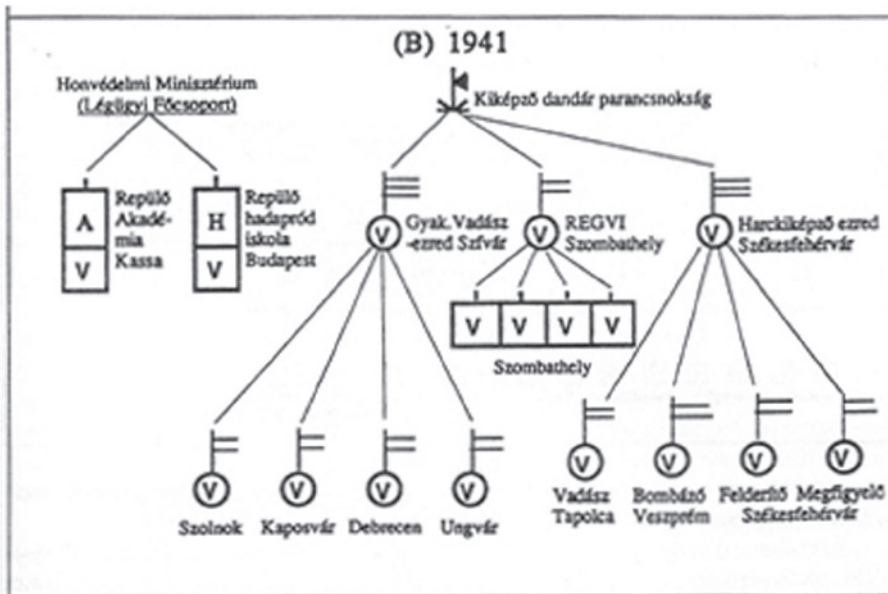 (B) 1941
Honvédelmi Minisztérium
(Légügyi Főcsoport)
Kiképző dandár parancsnokság
A
V
Repülő
Akadé-
mia
Kassa
H
V
Repülő
hadapród
iskola
Budapest
V
Gyak. Vadász
-ezred Szfvár
V
REGVI
Szombathely
V
Harckiképző ezred
Székesfehérvár
V V V V
Szombathely
V V V V
Szolnok Kaposvár Debrecen Ungvár
V V V V
Vadász Bombázó Felderítő Megfigyelő
Tapolca Veszprém Székesfehérvár